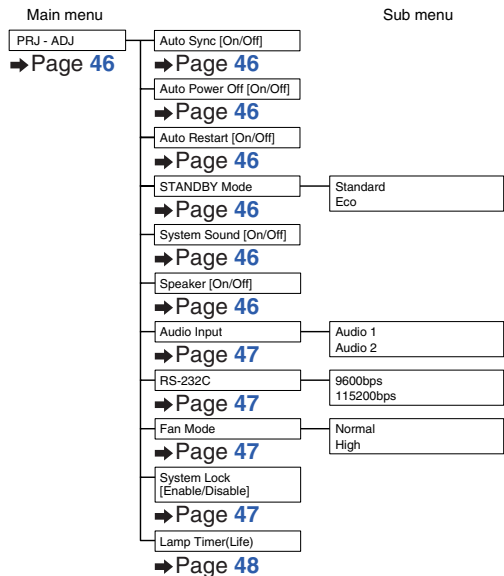 Main menu
Sub menu
PRJ - ADJ
➡Page 46
Auto Sync [On/Off]
➡Page 46
Auto Power Off [On/Off]
➡Page 46
Auto Restart [On/Off]
➡Page 46
STANDBY Mode
➡Page 46
Standard
Eco
System Sound [On/Off]
➡Page 46
Speaker [On/Off]
➡Page 46
Audio Input
➡Page 47
Audio 1
Audio 2
RS-232C
➡Page 47
9600bps
115200bps
Fan Mode
➡Page 47
Normal
High
System Lock
[Enable/Disable]
➡Page 47
Lamp Timer(Life)
➡Page 48